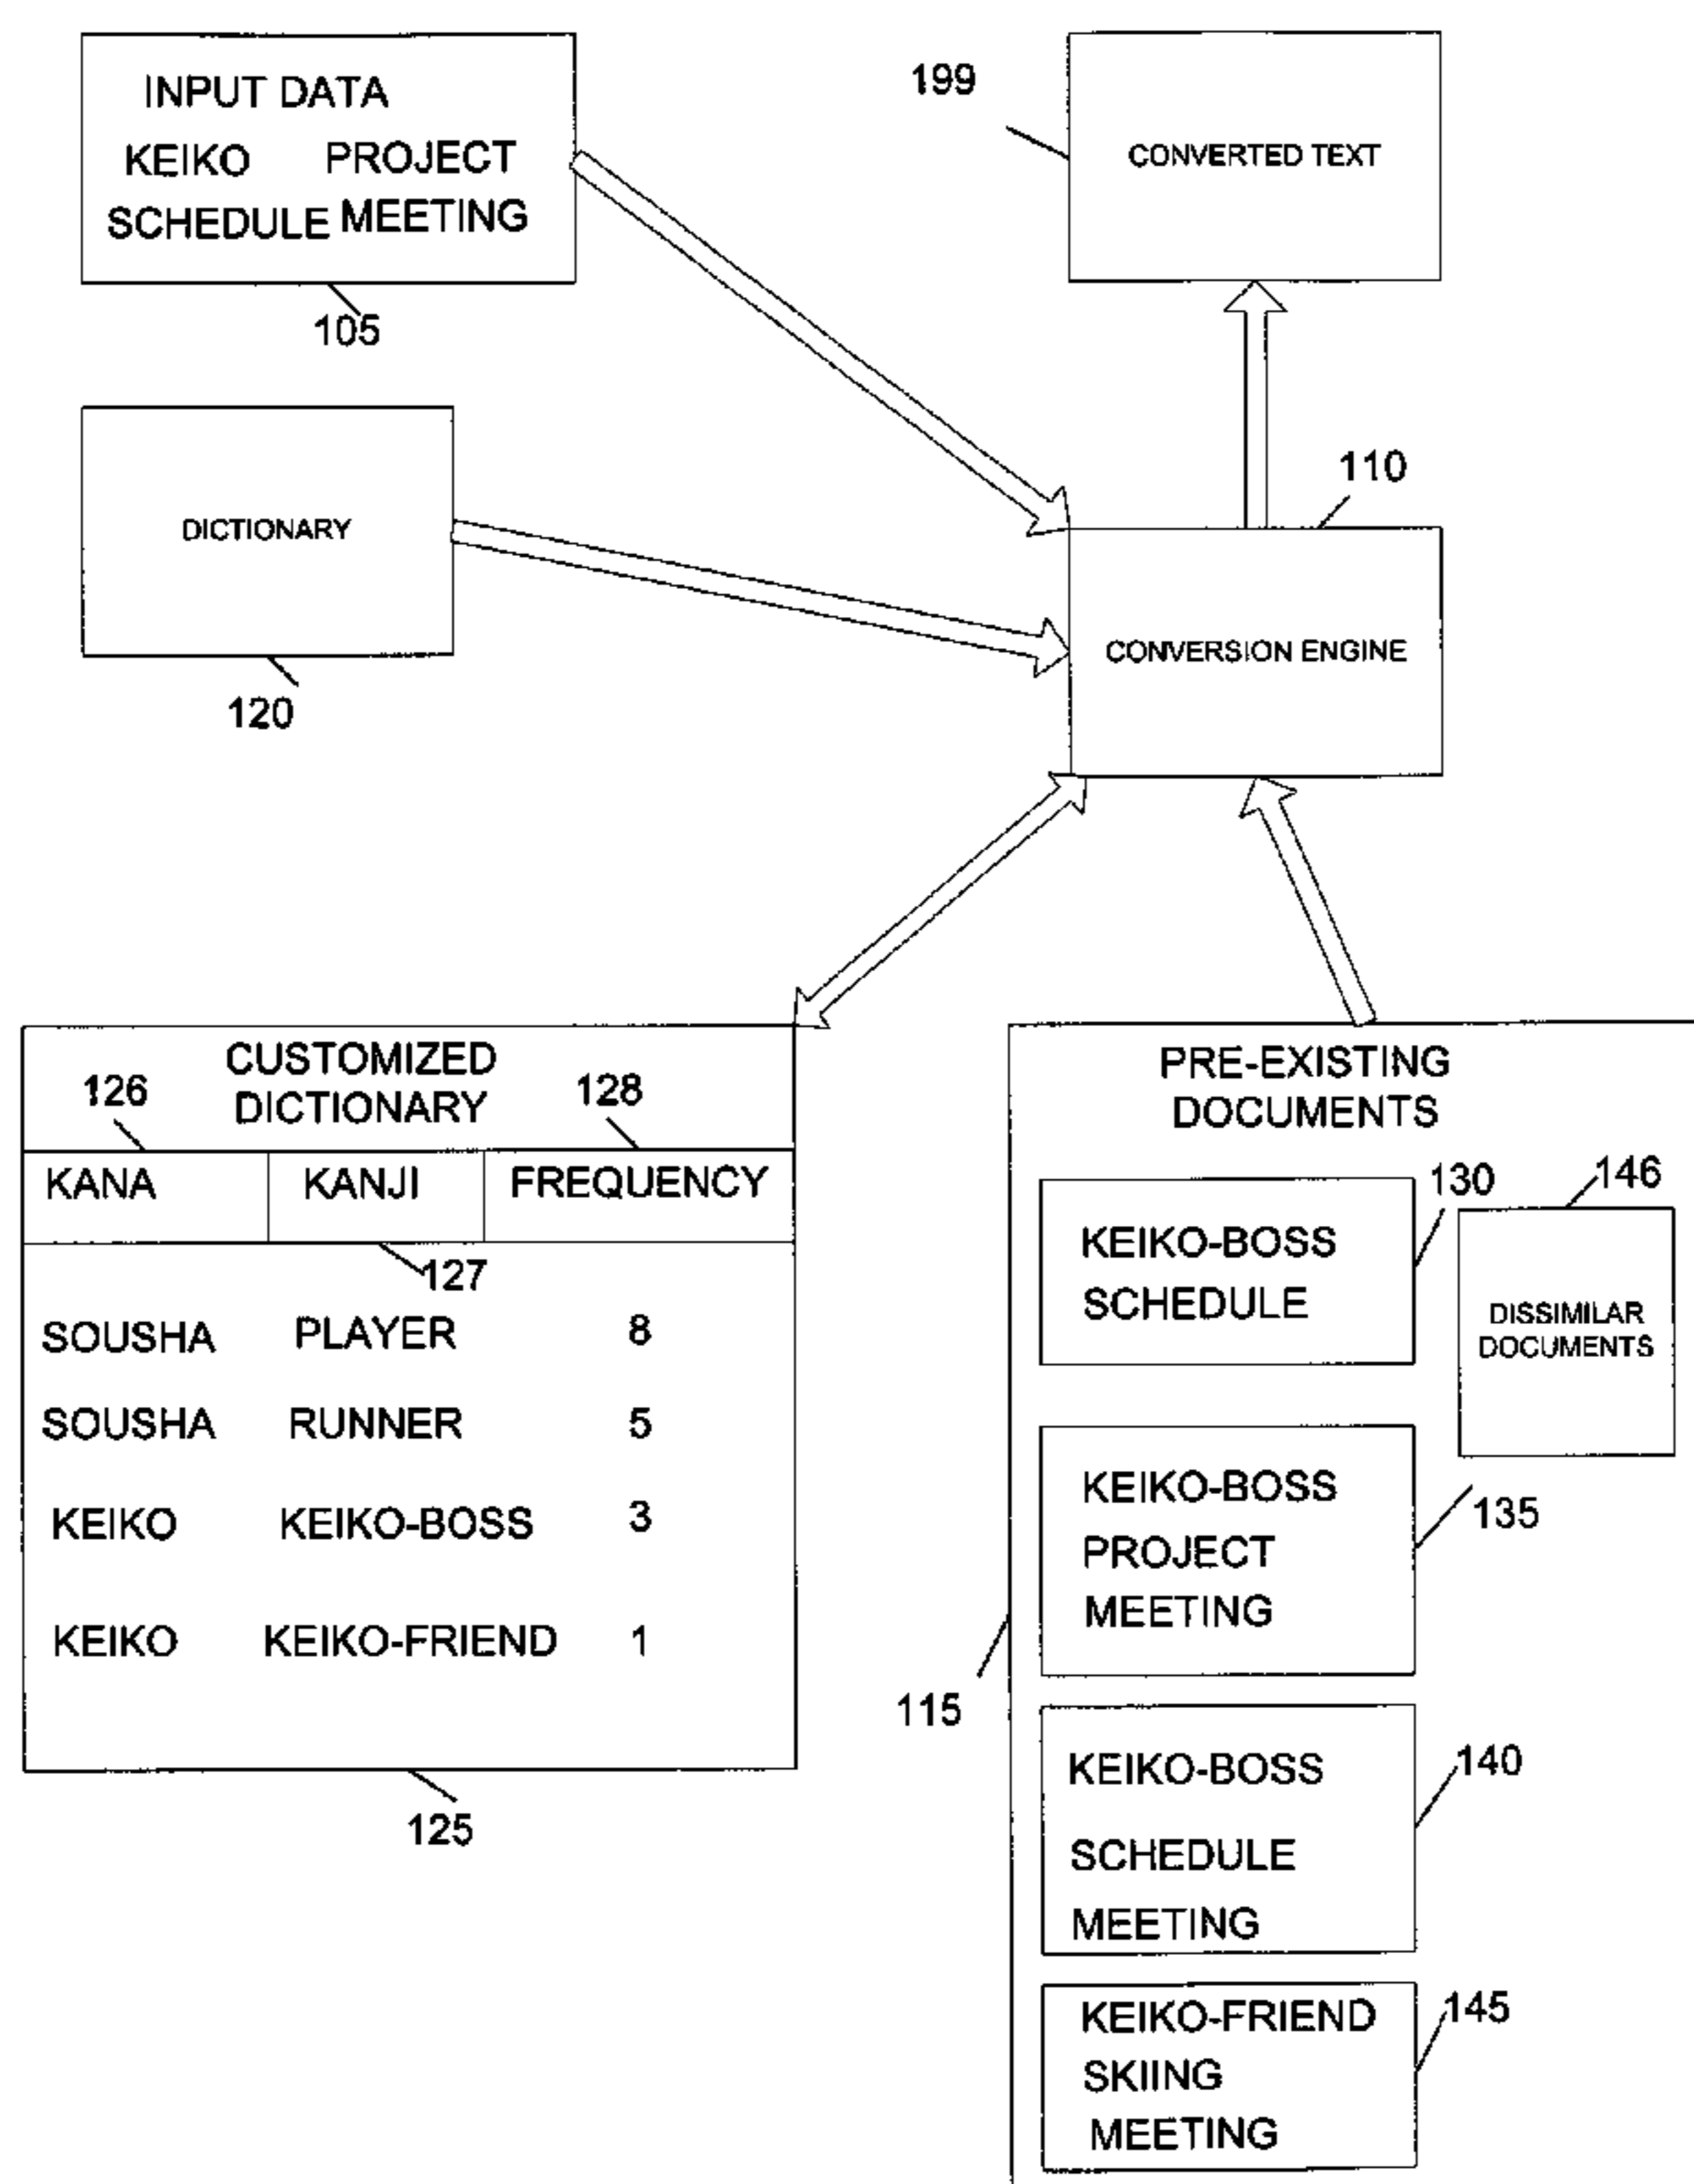 INPUT DATA
KEIKO PROJECT
SCHEDULE MEETING
105
199
CONVERTED TEXT
DICTIONARY
120
110
CONVERSION ENGINE
CUSTOMIZED
DICTIONARY
126
128
KANA KANJI FREQUENCY
127
SOUSHA PLAYER 8
SOUSHA RUNNER 5
KEIKO KEIKO-BOSS 3
KEIKO KEIKO-FRIEND 1
125
PRE-EXISTING
DOCUMENTS
130
146
KEIKO-BOSS
SCHEDULE
DISSIMILAR
DOCUMENTS
KEIKO-BOSS
PROJECT
MEETING
135
115
KEIKO-BOSS
SCHEDULE
MEETING
140
KEIKO-FRIEND
SKIING
MEETING
145